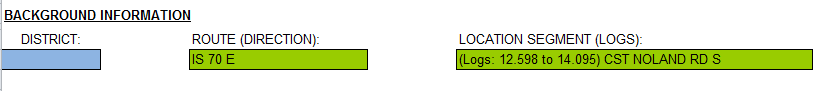 BACKGROUND INFORMATION
DISTRICT: ROUTE (DIRECTION): LOCATION SEGMENT (LOGS):
IS 70 E (Logs: 12.598 to 14.095) CST NOLAND RD S